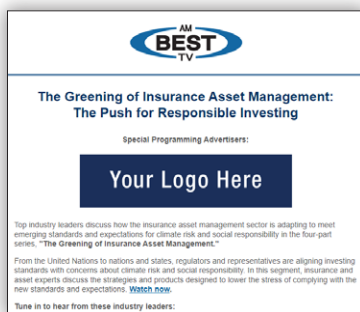 AM
BEST
TV
The Greening of Insurance Asset Management:
The Push for Responsible Investing
Special Programming Advertisers:
Your Logo Here
Top industry leaders discuss how the insurance asset management sector is adapting to meet
emerging standards and expectations for climate risk and social responsibility in the four-part
series, "The Greening of Insurance Asset Management."
From the United Nations to nations and states, regulators and representatives are aligning investing
standards with concerns about climate risk and social responsibility. In this segment, insurance and
asset experts discuss the strategies and products designed to lower the stress of complying with the
new standards and expectations. Watch now.
Tune in to hear from these industry leaders: